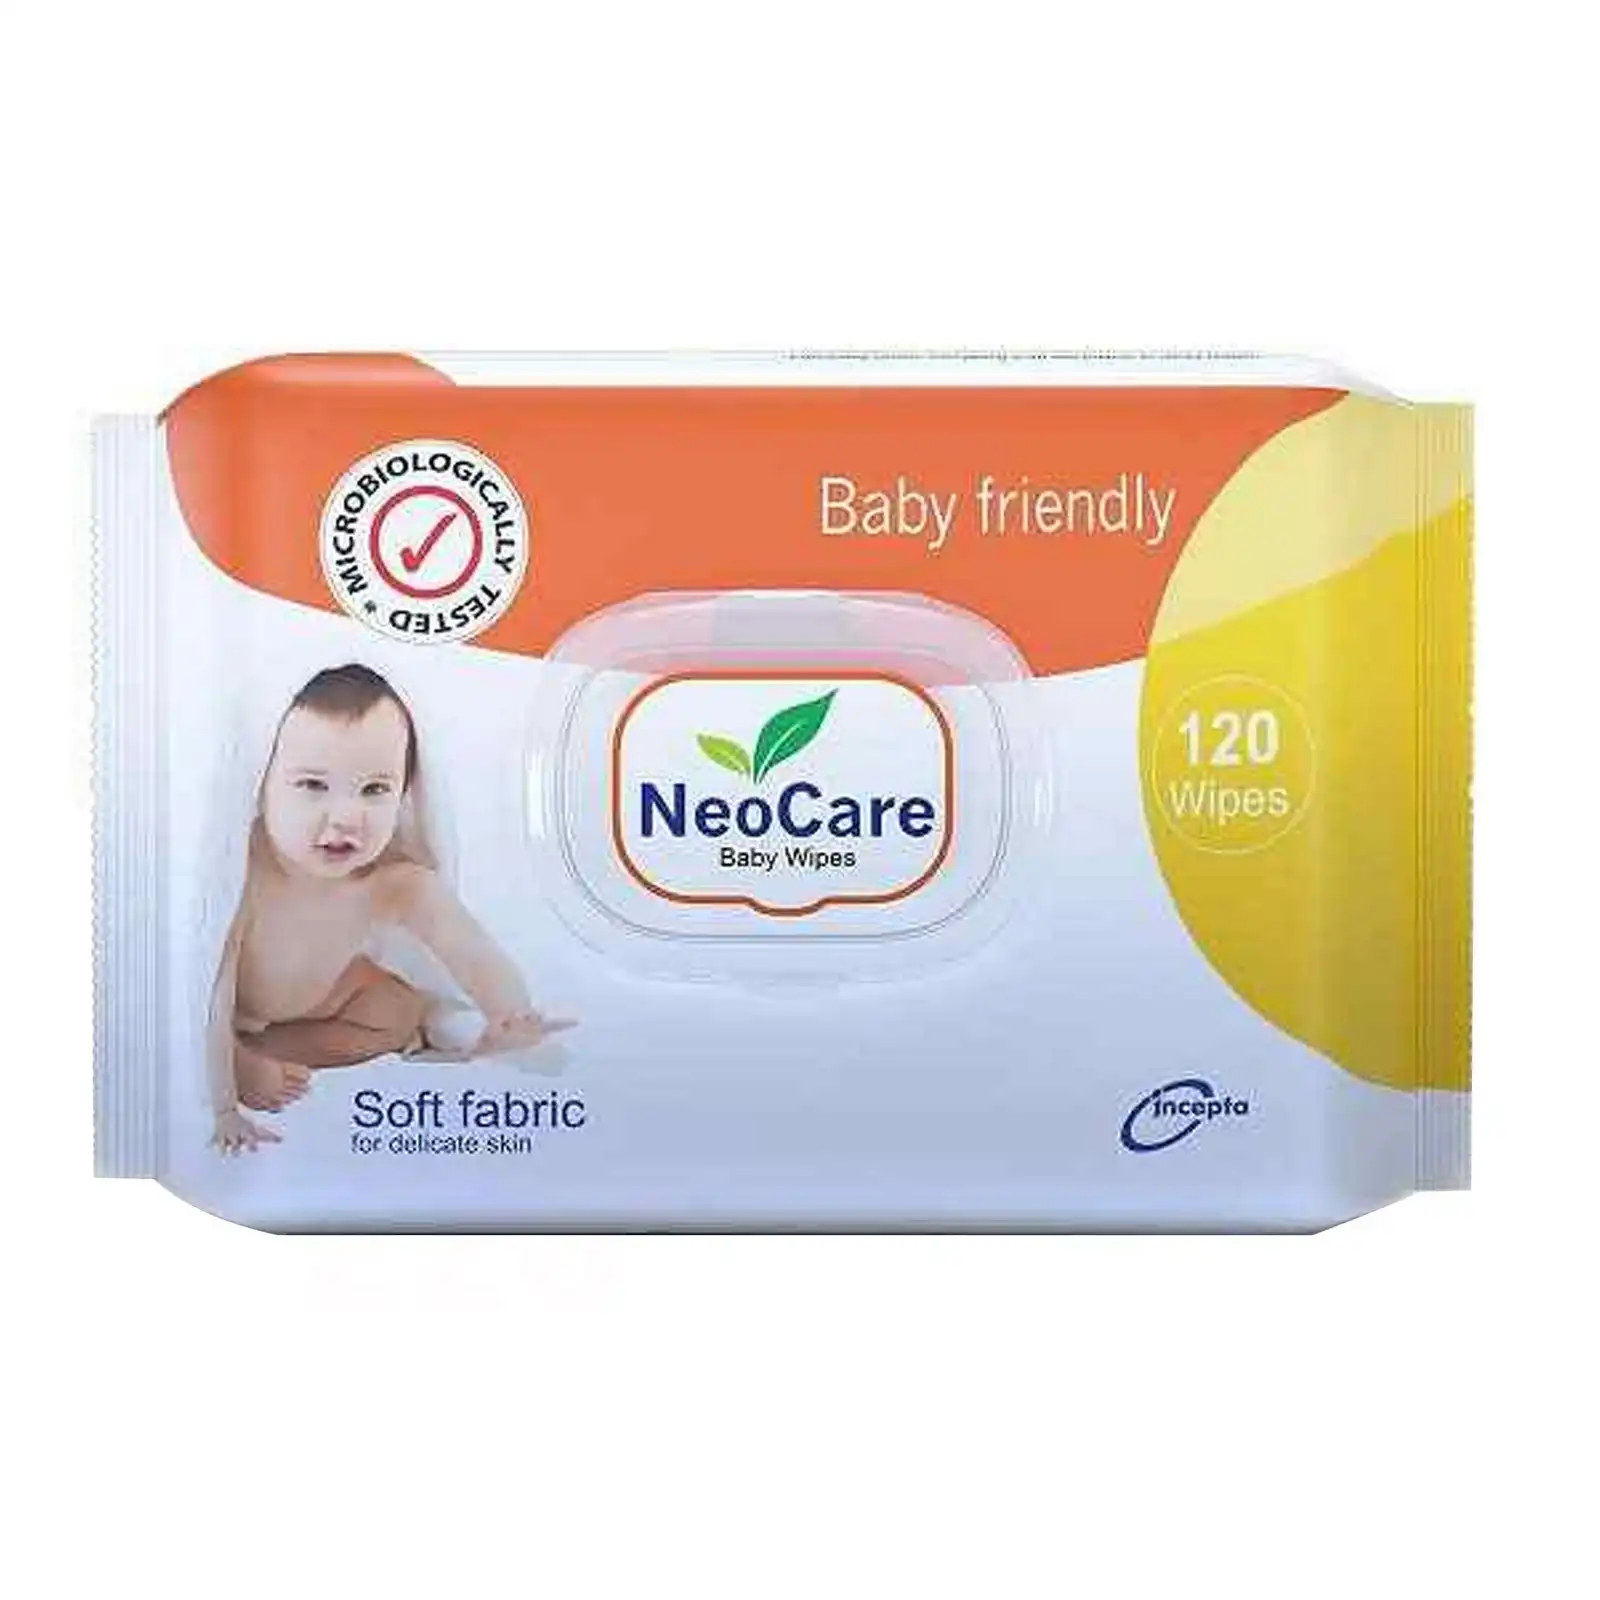 MICROBIOLOGICALLY TESTED *
Baby friendly
NeoCare
Baby Wipes
120
Wipes
Soft fabric
for delicate skin
incepta